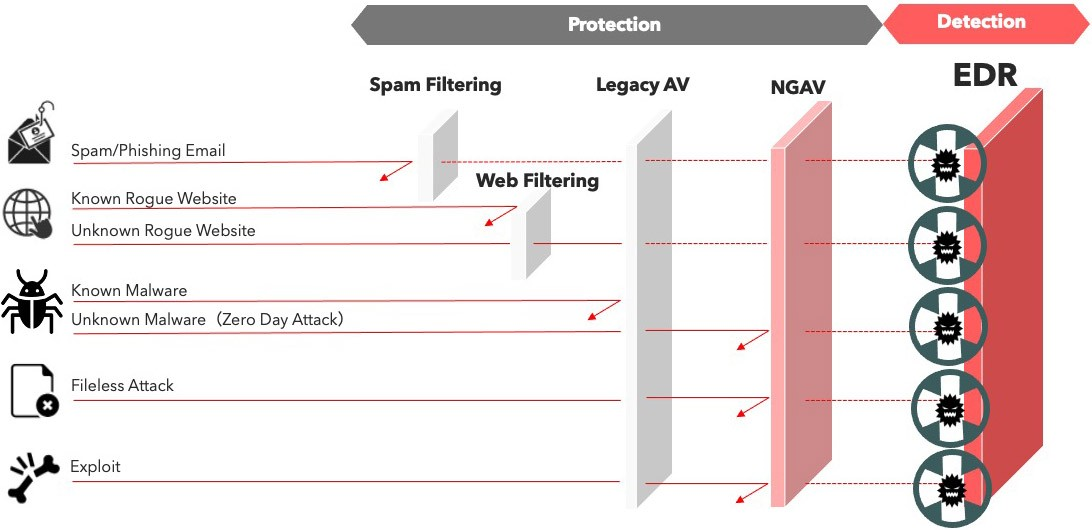 Protection
Detection
Spam Filtering
Legacy AV
NGAV
EDR
Spam/Phishing Email
Web Filtering
Known Rogue Website
Unknown Rogue Website
Known Malware
Unknown Malware（Zero Day Attack）
Fileless Attack
Exploit